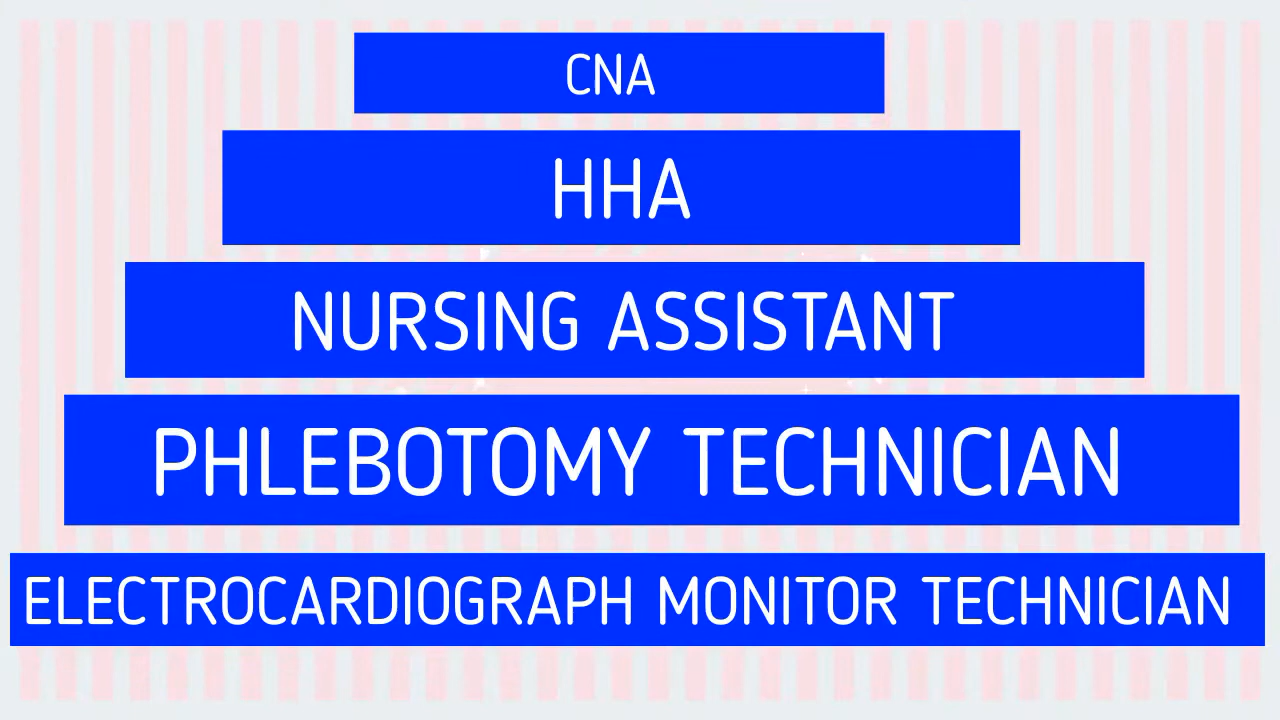 CNA
HHA
NURSING ASSISTANT
PHLEBOTOMY TECHNICIAN
ELECTROCARDIOGRAPH MONITOR TECHNICIAN